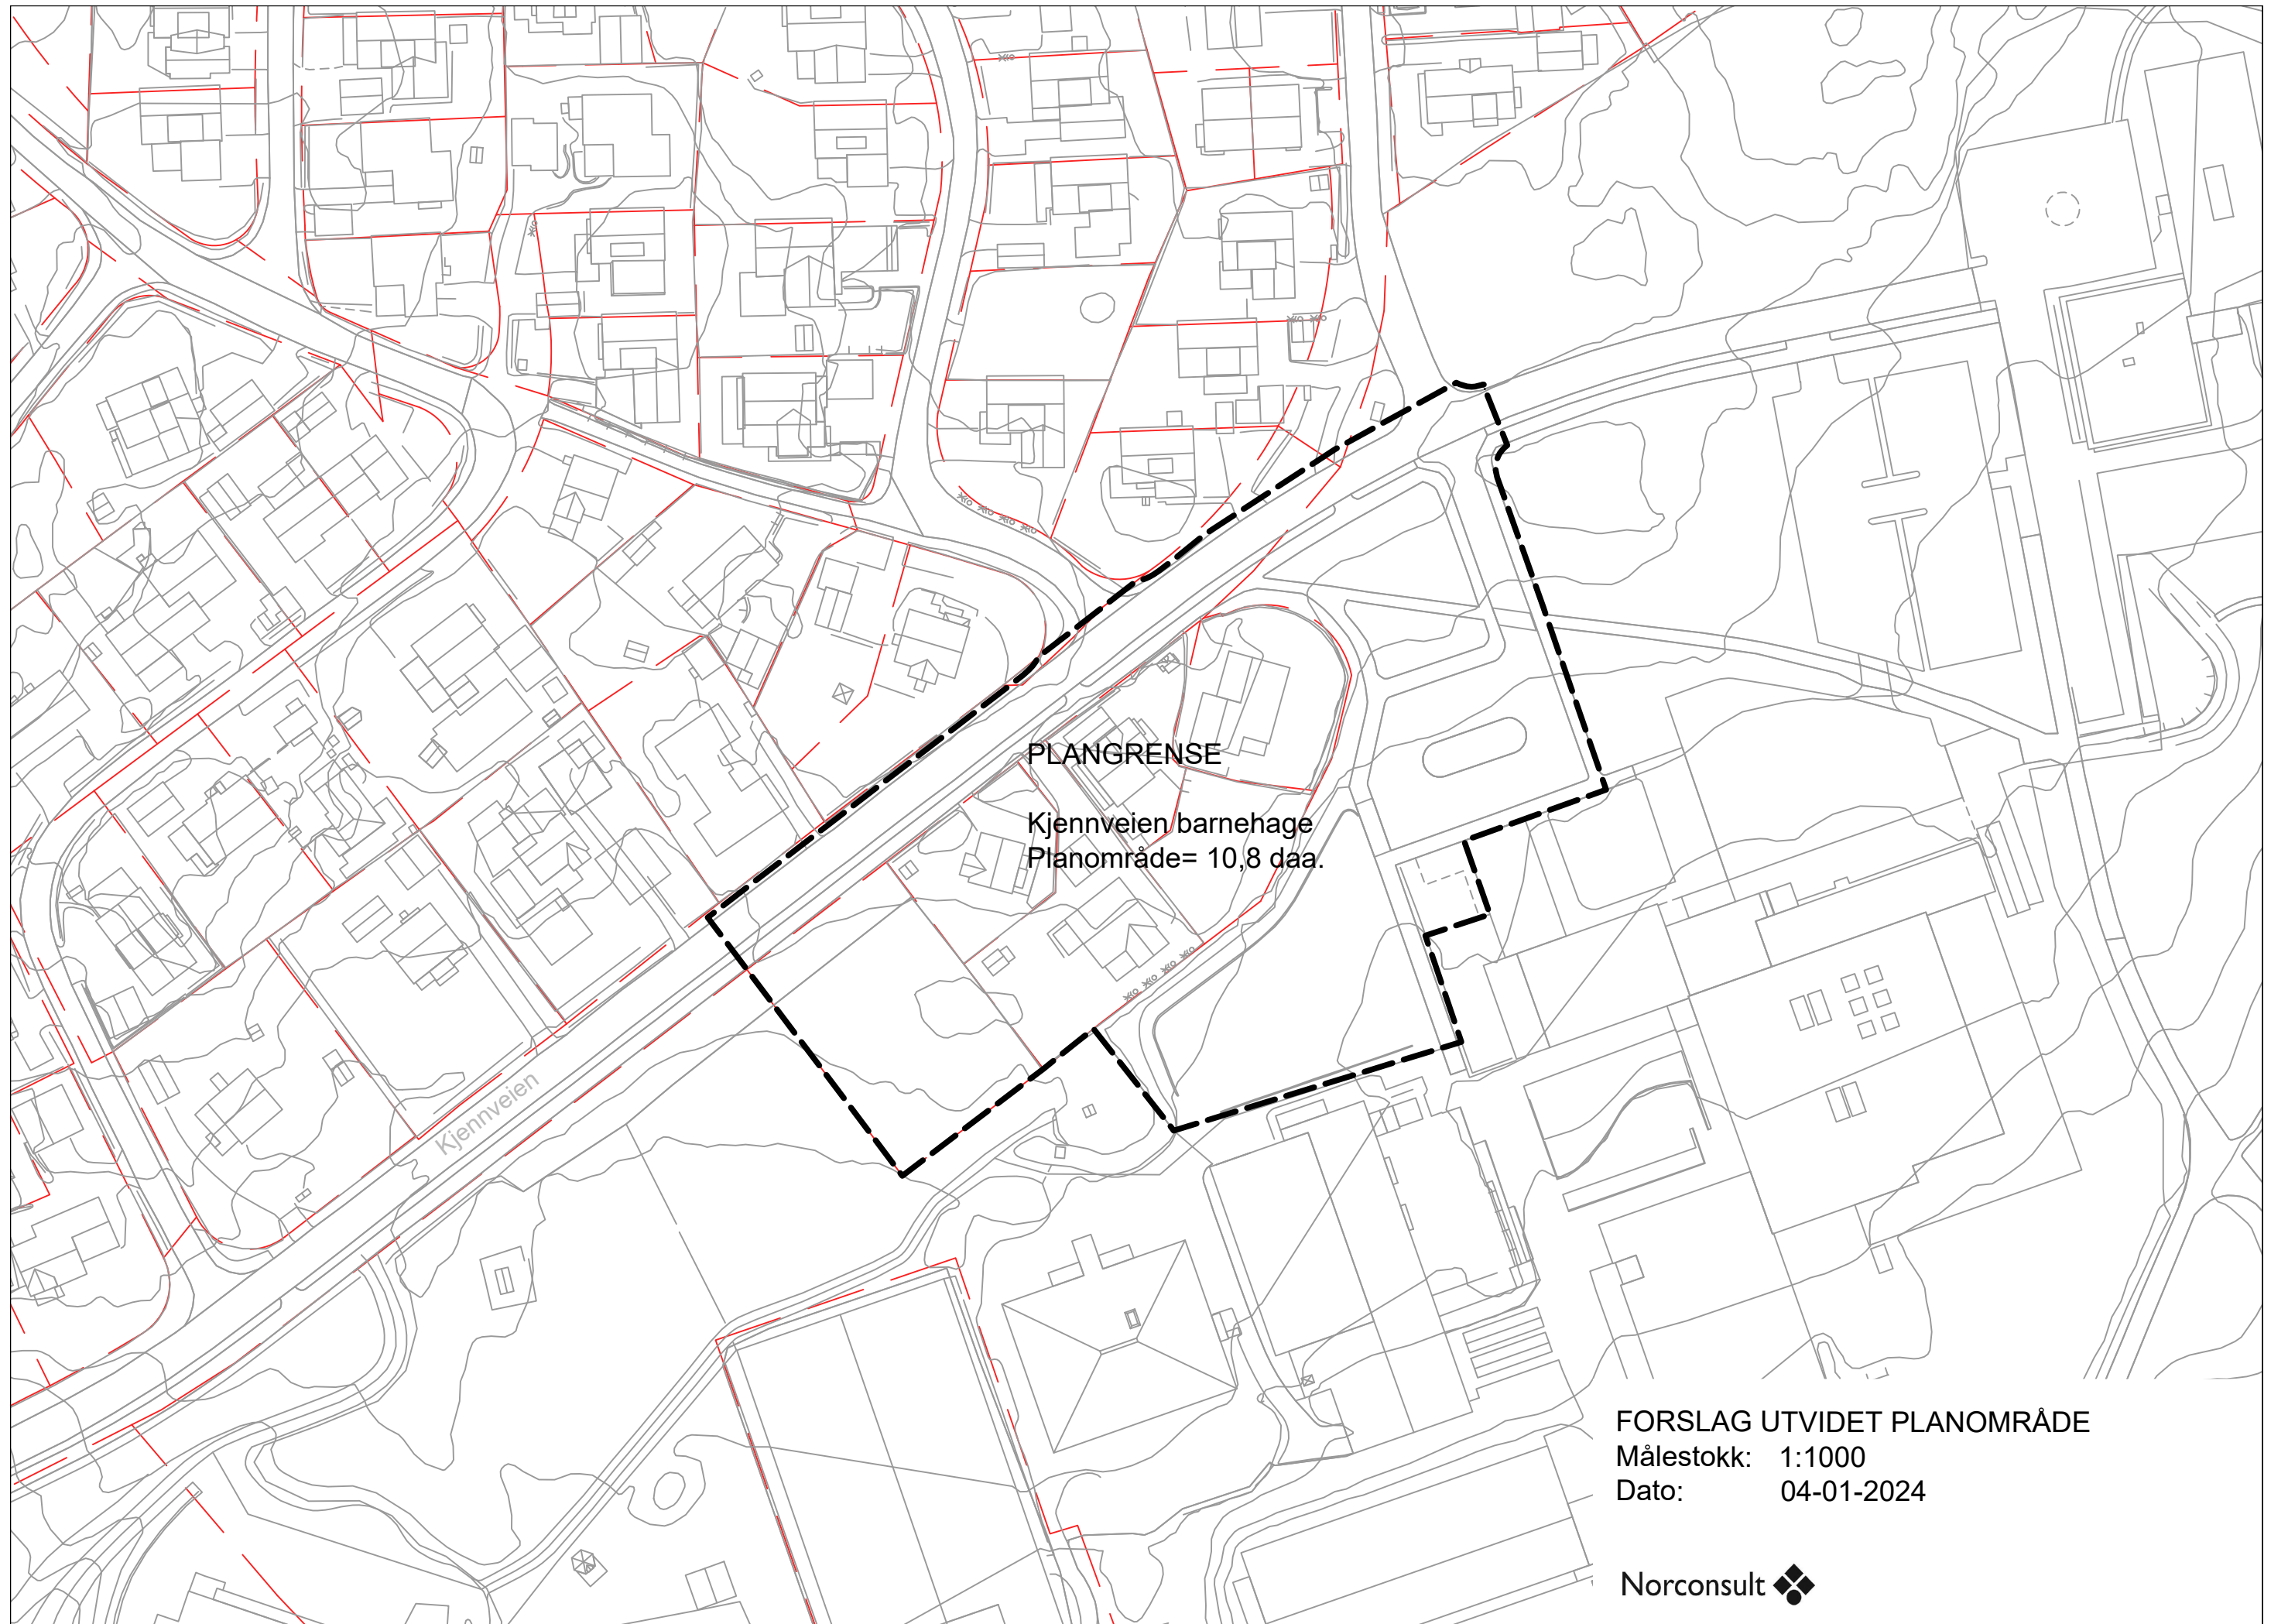 PLANGRENSE
Kjennveien barnehage
Planområde= 10,8 daa.
Kjennveien
FORSLAG UTVIDET PLANOMRÅDE
Målestokk: 1:1000
Dato: 04-01-2024
Norconsult